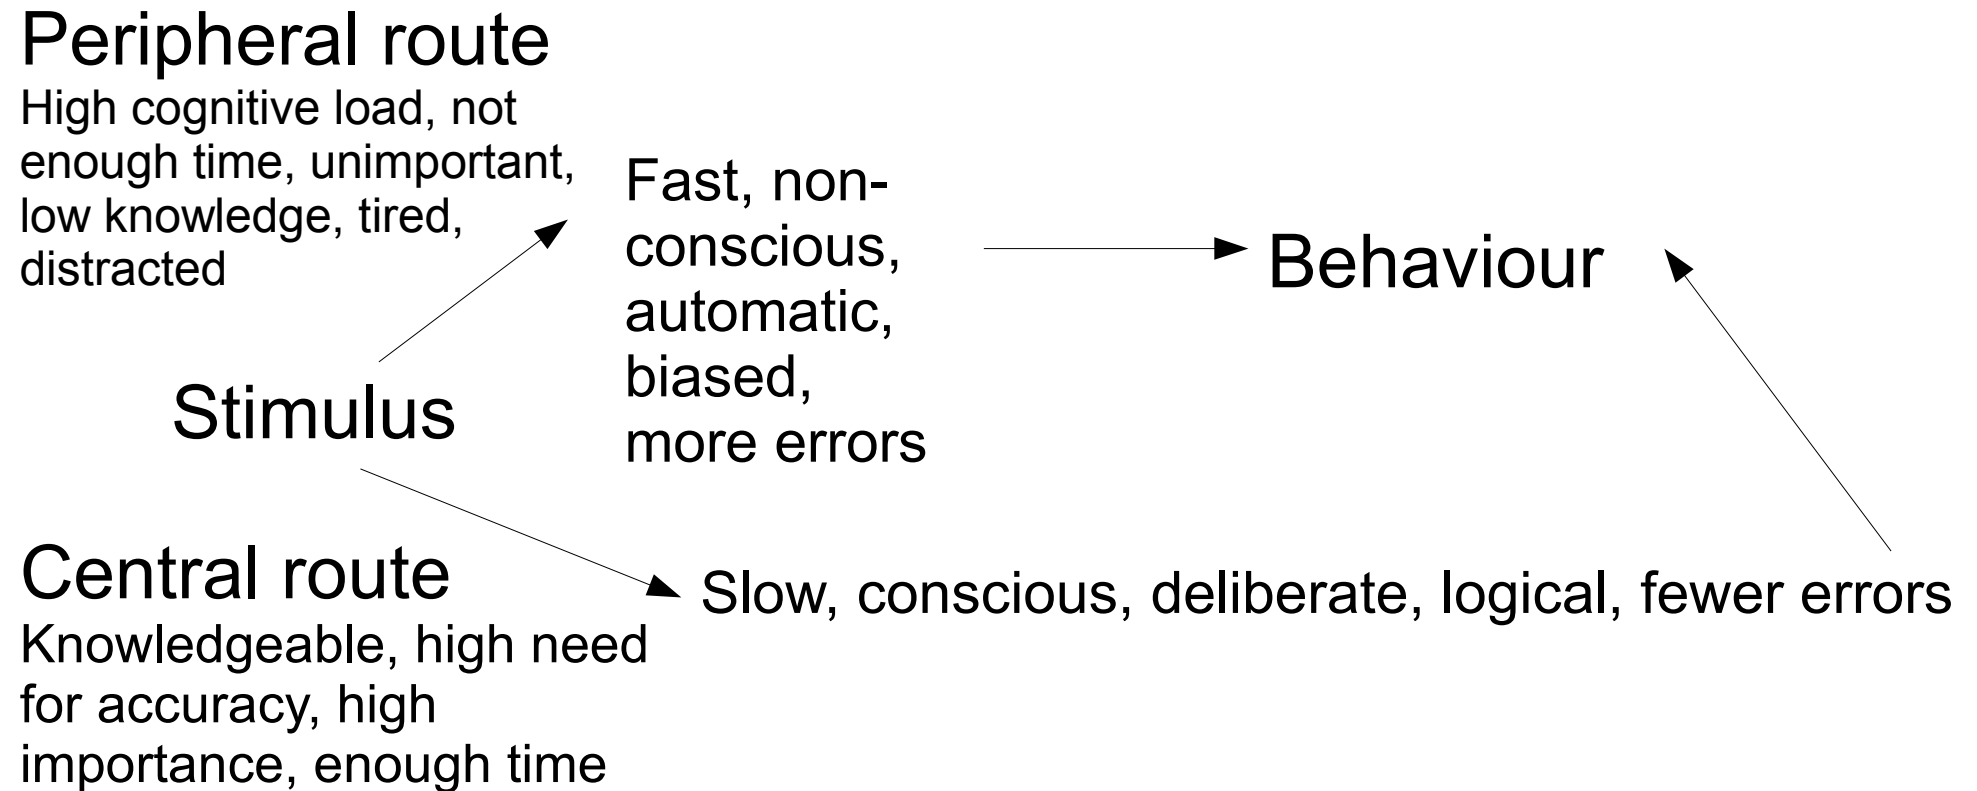 Peripheral route
High cognitive load, not
enough time, unimportant,
low knowledge, tired,
distracted
Fast, non-
conscious,
automatic,
biased,
more errors
Behaviour
Stimulus
Central route
Knowledgeable, high need
for accuracy, high
importance, enough time
Slow, conscious, deliberate, logical, fewer errors